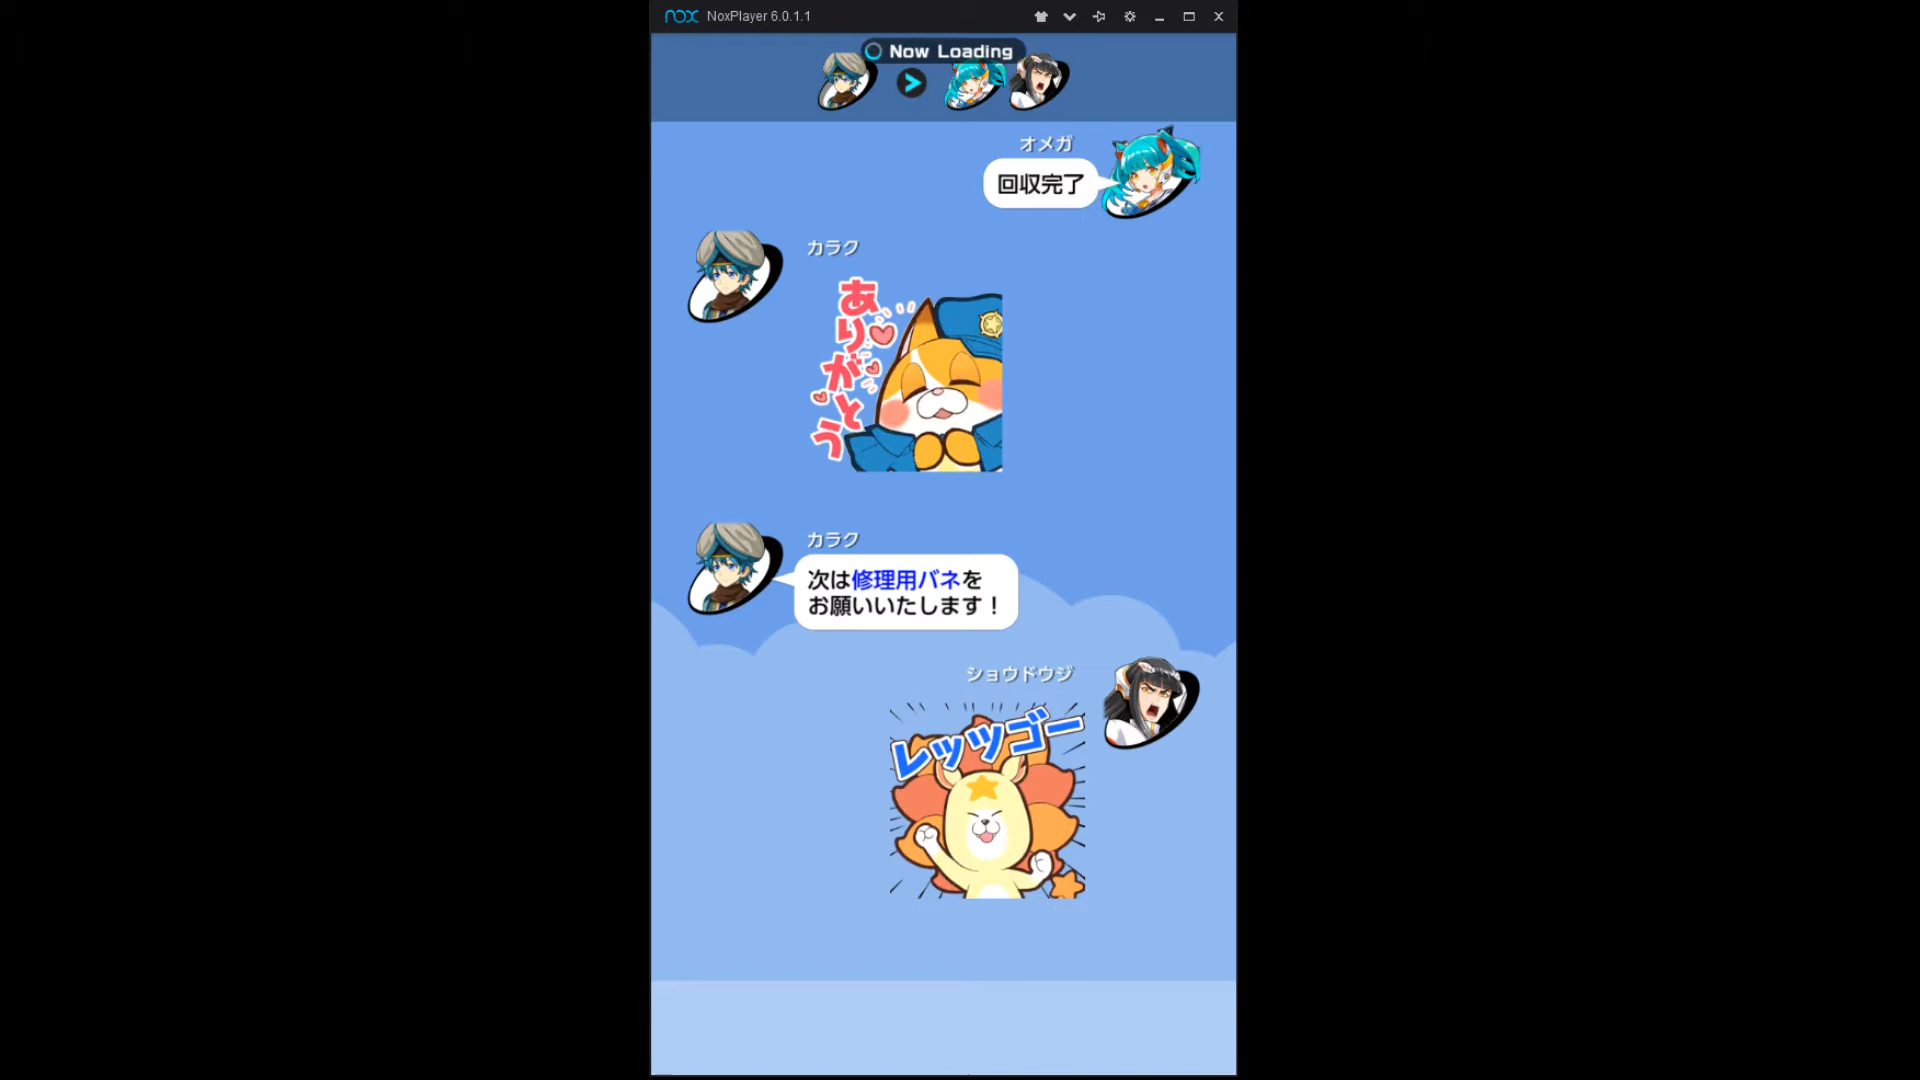 nox NoxPlayer 6.0.1.1
Now Loading
オメガ
回収完了
カラク
ありがとう
カラク
次は修理用バネを
お願いいたします！
ショウドウジ
レッツゴー